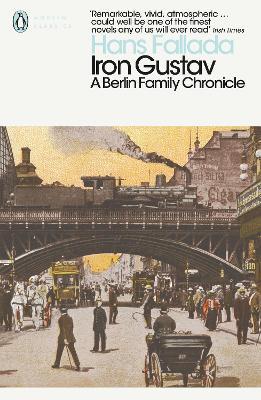 MODERN
CLASSICS
'Remarkable, vivid, atmospheric ...
could well be one of the finest
novels any of us will ever read' Irish Times
Hans Fallada
Iron Gustav
A Berlin Family Chronicle